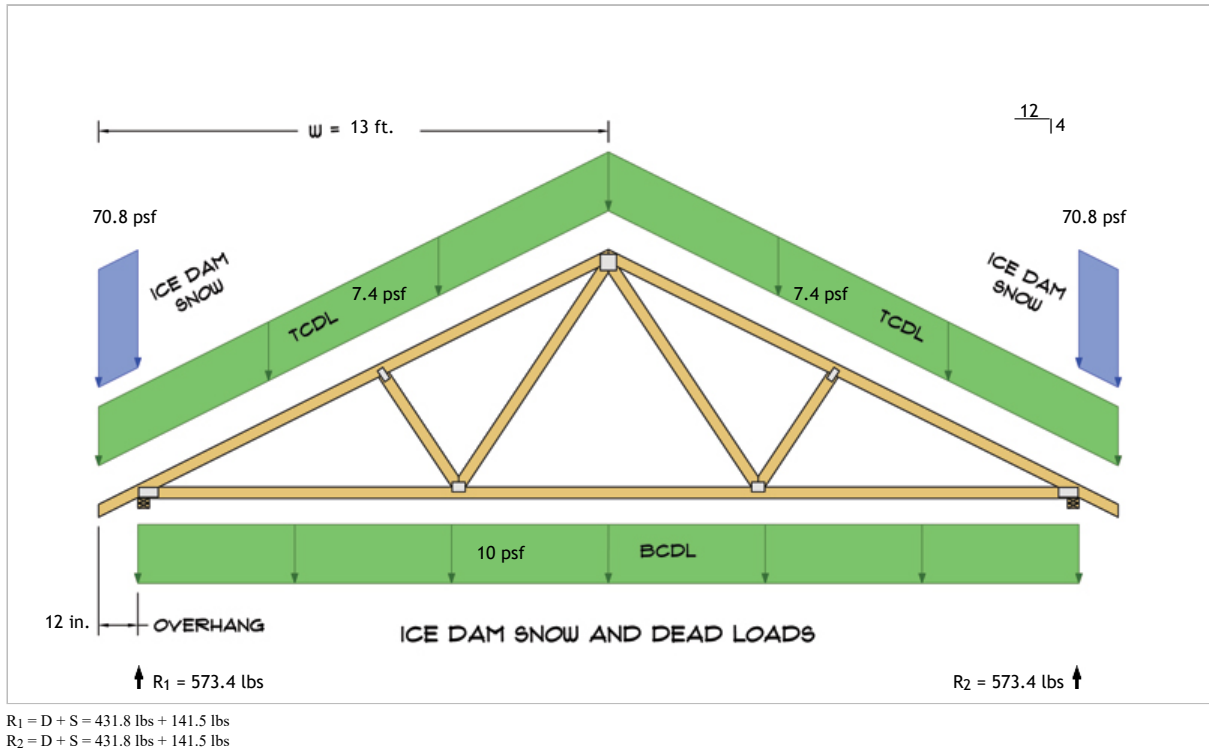 12
4
W = 13 ft.
70.8 psf
70.8 psf
ICE DAM
SNOW
ICE DAM
SNOW
7.4 psf
7.4 psf
TCDL
TCDL
10 psf
BCDL
12 in.
OVERHANG
ICE DAM SNOW AND DEAD LOADS
R1 = 573.4 lbs
R2 = 573.4 lbs
R1 = D + S = 431.8 lbs + 141.5 lbs
R2 = D + S = 431.8 lbs + 141.5 lbs